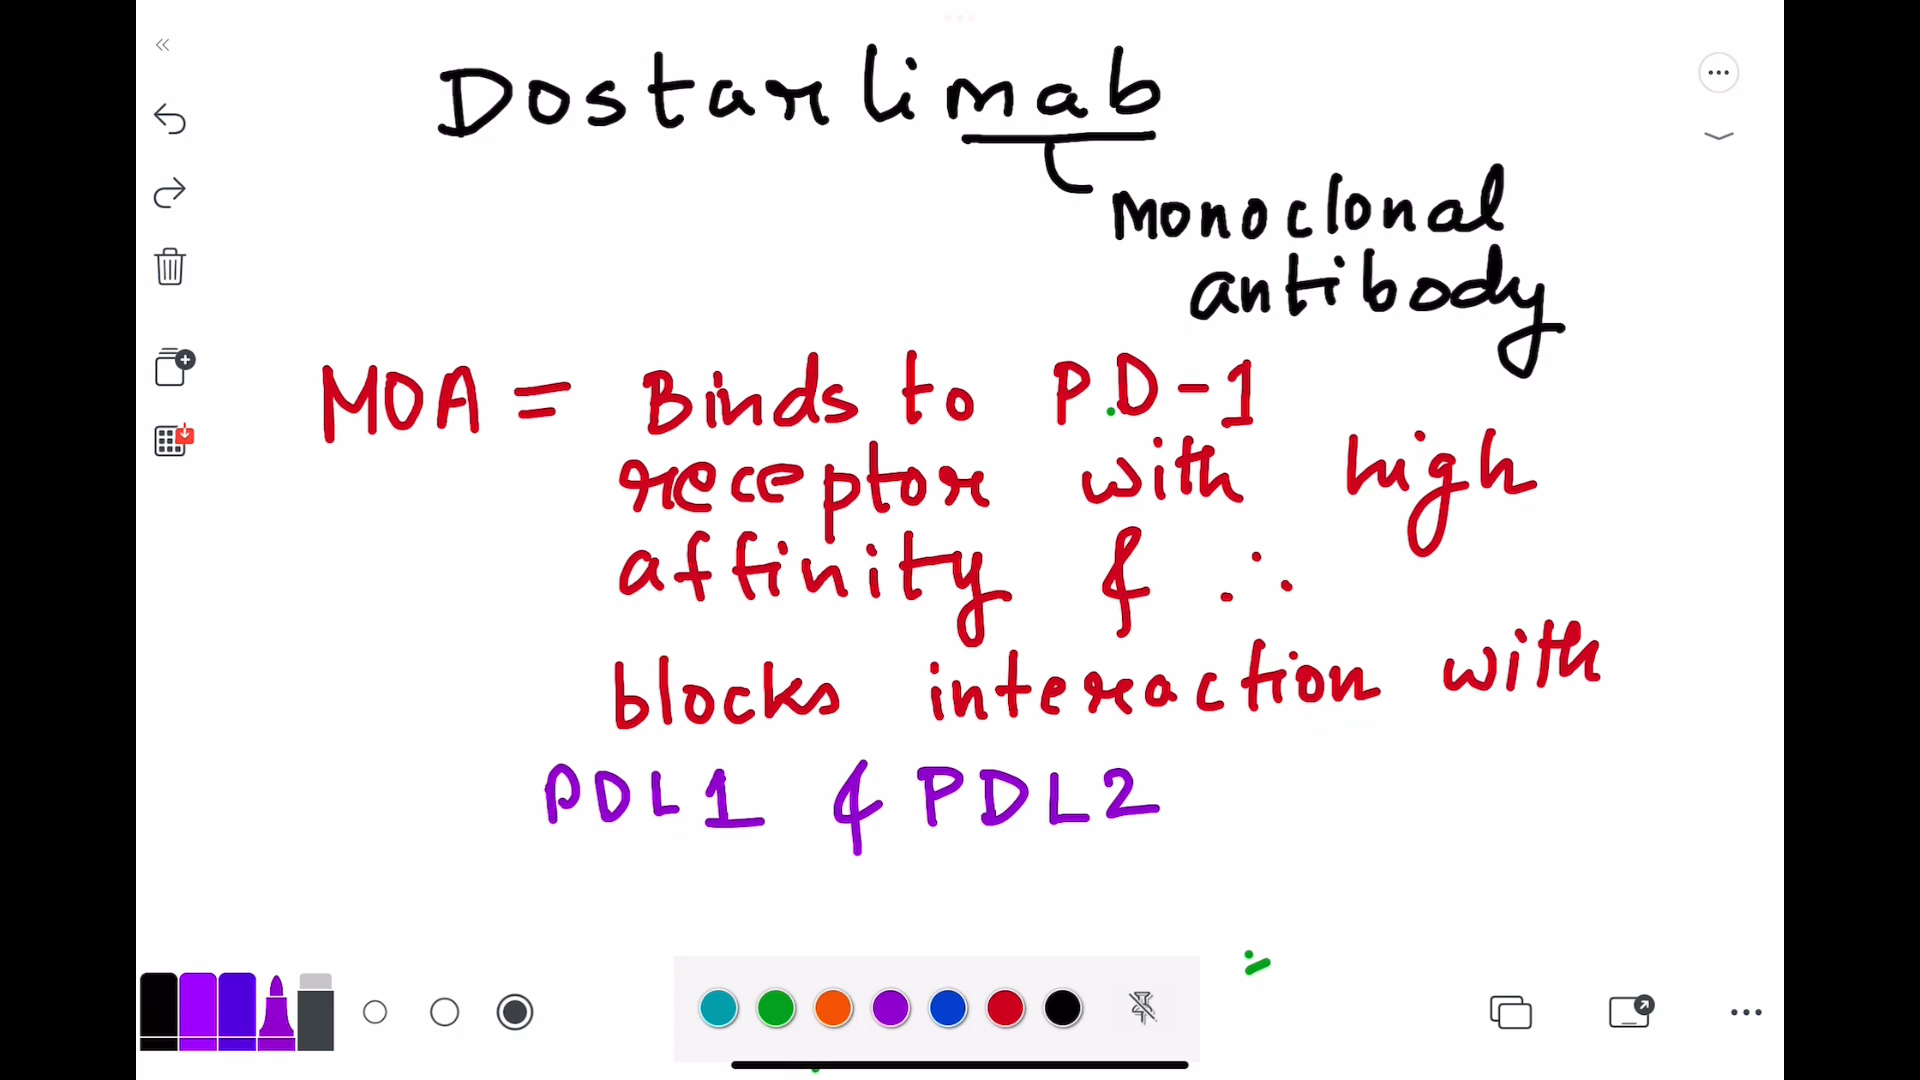 Dostarlimab
monoclonal
antibody
MOA = Binds to PD-1
receptor with high
affinity & ∴
blocks interaction with
PDL1 & PDL2